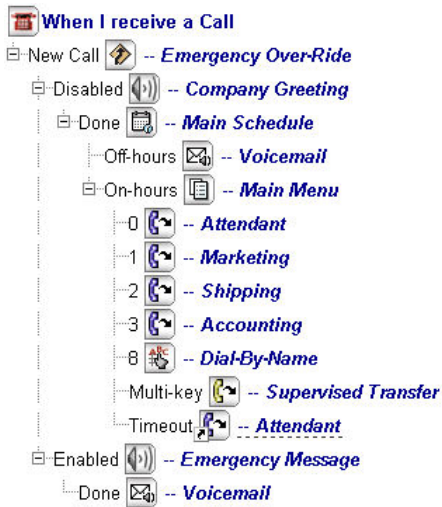 When I receive a Call
New Call -- Emergency Over-Ride
Disabled -- Company Greeting
Done -- Main Schedule
Off-hours -- Voicemail
On-hours -- Main Menu
0 -- Attendant
1 -- Marketing
2 -- Shipping
3 -- Accounting
8 -- Dial-By-Name
Multi-key -- Supervised Transfer
Timeout -- Attendant
Enabled -- Emergency Message
Done -- Voicemail